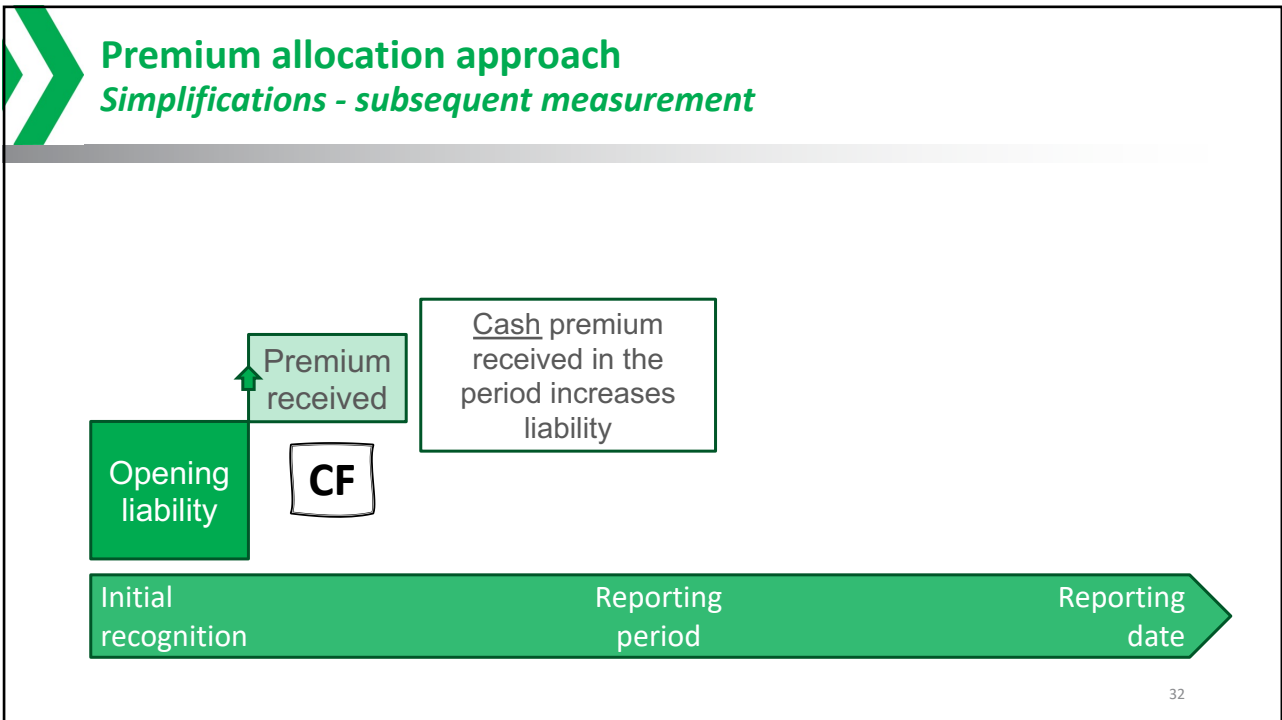 Premium allocation approach
Simplifications - subsequent measurement
Premium
received
Cash premium
received in the
period increases
liability
Opening
liability
CF
Initial
recognition
Reporting
period
Reporting
date
32